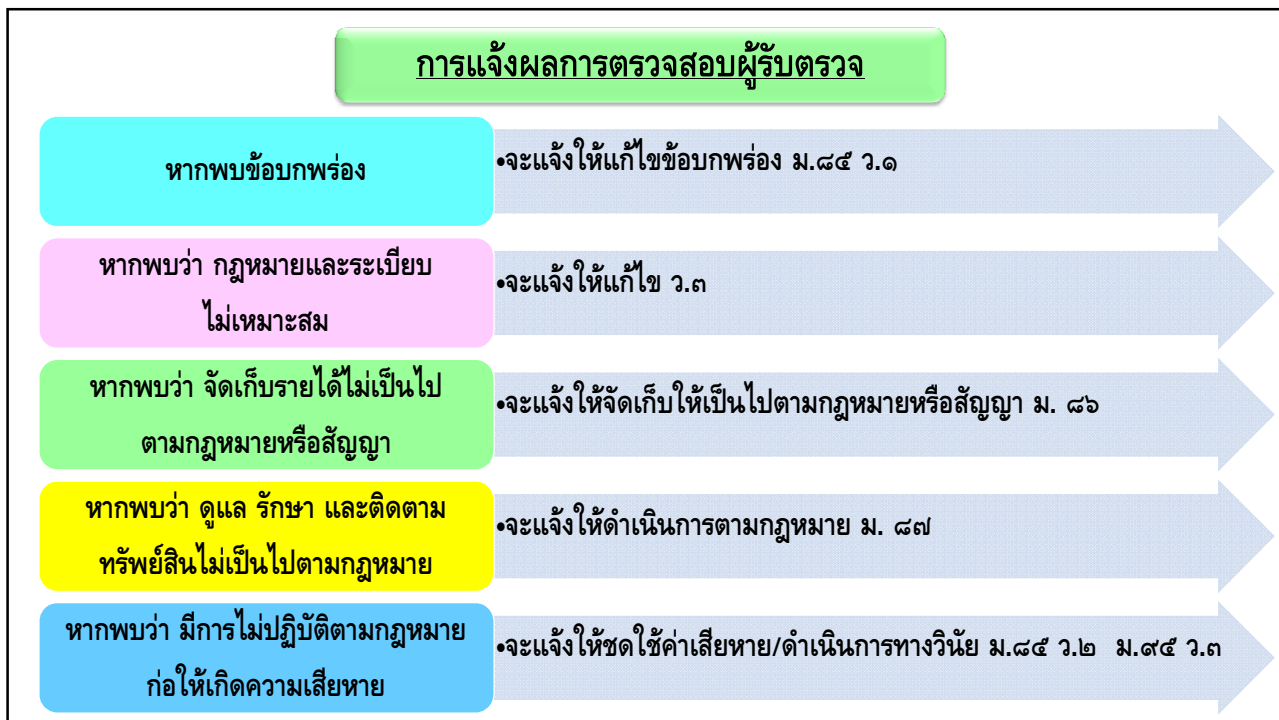 การแจ้งผลการตรวจสอบผู้รับตรวจ
หากพบข้อบกพร่อง
•จะแจ้งให้แก้ไขข้อบกพร่อง ม.๘๕ ว.๑
หากพบว่า กฎหมายและระเบียบ
ไม่เหมาะสม
•จะแจ้งให้แก้ไข ว.๓
หากพบว่า จัดเก็บรายได้ไม่เป็นไป
ตามกฎหมายหรือสัญญา
•จะแจ้งให้จัดเก็บให้เป็นไปตามกฎหมายหรือสัญญา ม. ๘๖
หากพบว่า ดูแล รักษา และติดตาม
ทรัพย์สินไม่เป็นไปตามกฎหมาย
•จะแจ้งให้ดำเนินการตามกฎหมาย ม. ๘๗
หากพบว่า มีการไม่ปฏิบัติตามกฎหมาย
ก่อให้เกิดความเสียหาย
•จะแจ้งให้ชดใช้ค่าเสียหาย/ดำเนินการทางวินัย ม.๘๕ ว.๒ ม.๙๕ ว.๓